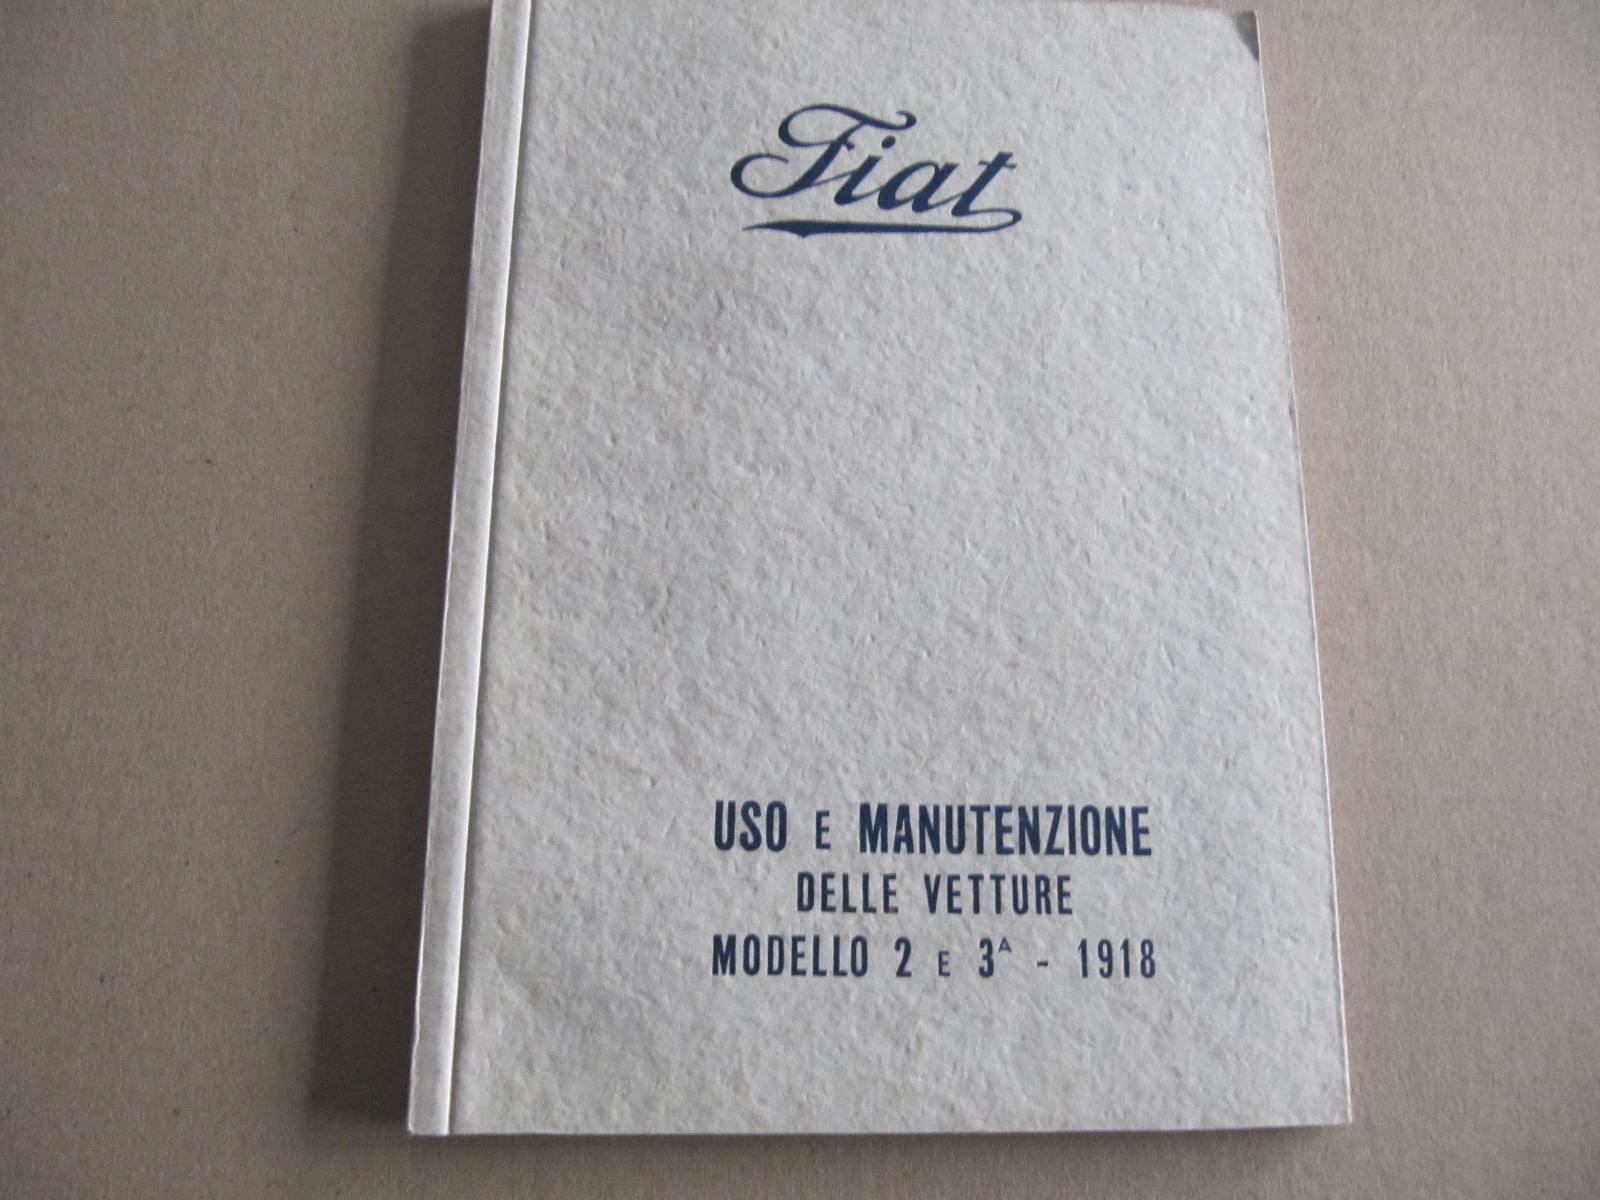 Fiat
USO E MANUTENZIONE
DELLE VETTURE
MODELLO 2 E 3ᴬ - 1918